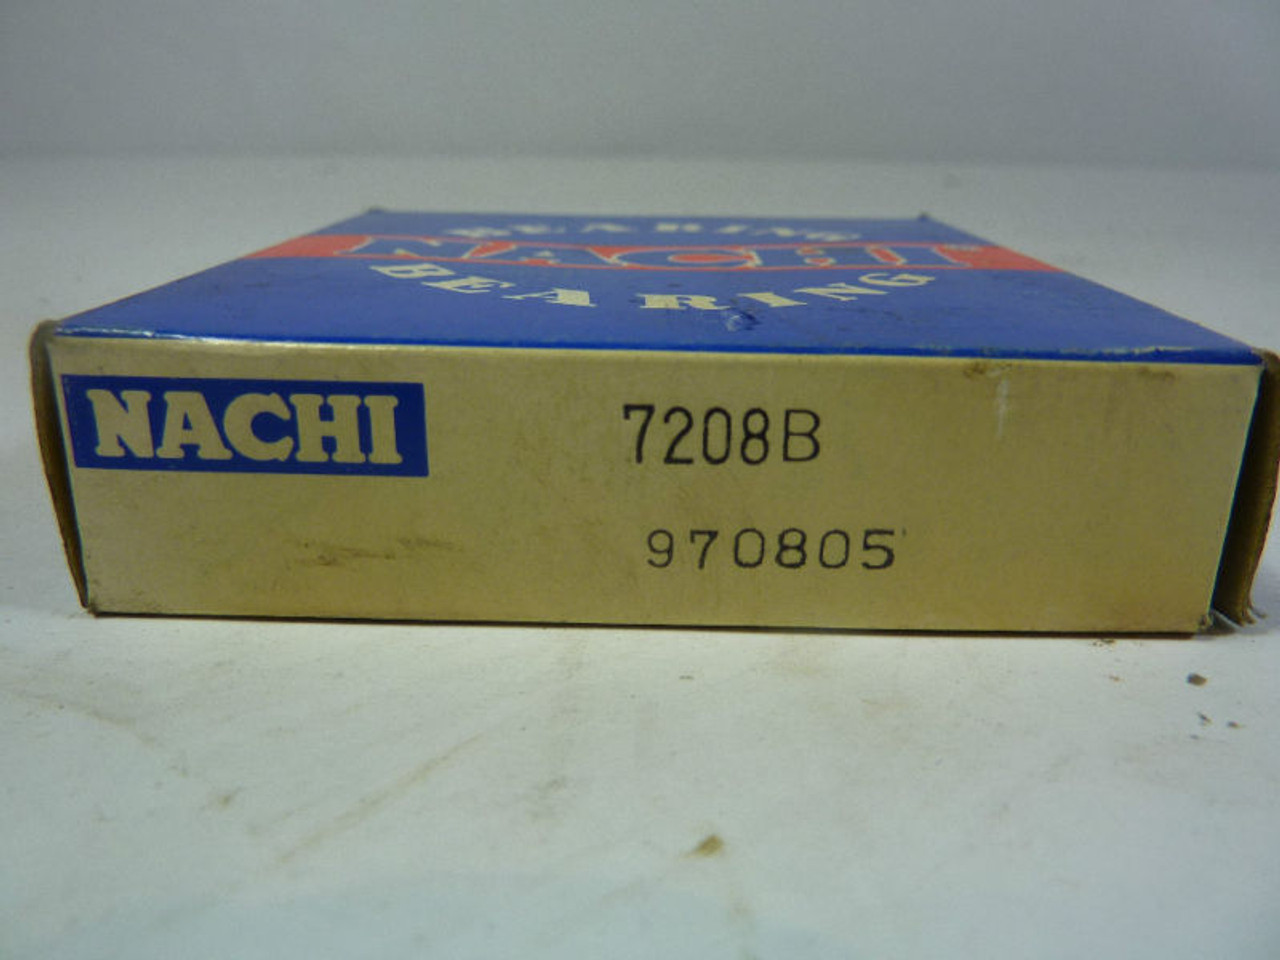 BEARING
NACHI
BEARING
NACHI
7208B
970805